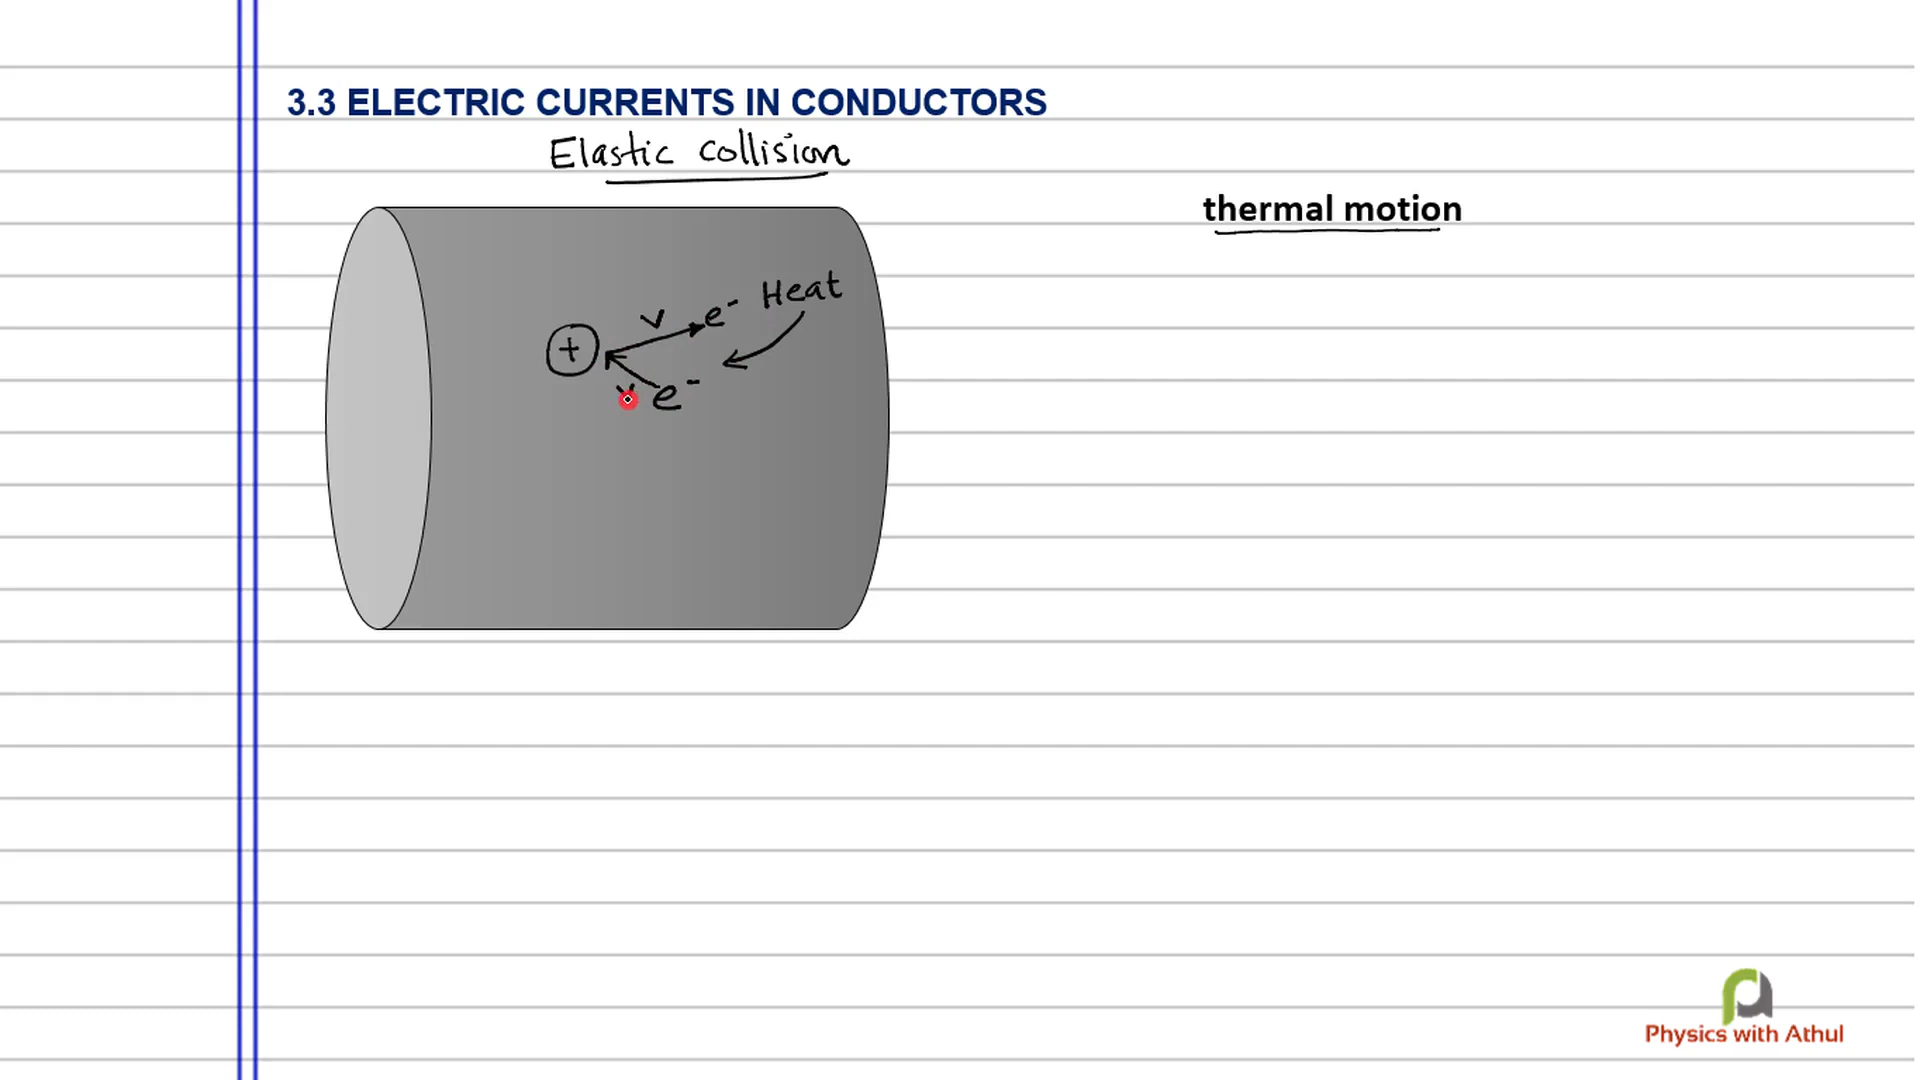 3.3 ELECTRIC CURRENTS IN CONDUCTORS
Elastic collision
thermal motion
Heat
v e⁻
+
v e⁻
Physics with Athul